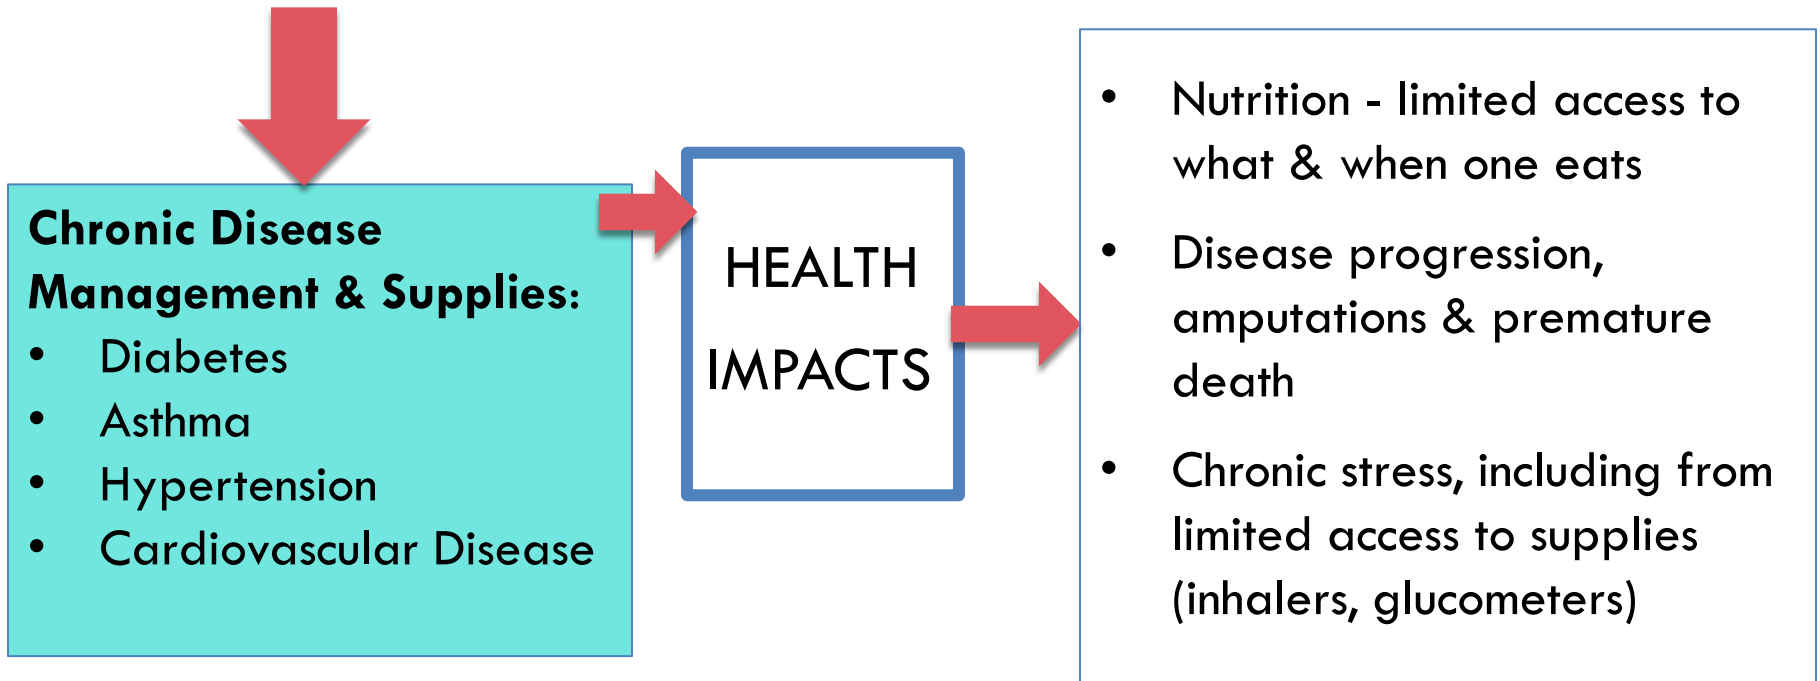 Chronic Disease
Management & Supplies:
• Diabetes
• Asthma
• Hypertension
• Cardiovascular Disease
HEALTH
IMPACTS
• Nutrition - limited access to
what & when one eats
• Disease progression,
amputations & premature
death
• Chronic stress, including from
limited access to supplies
(inhalers, glucometers)